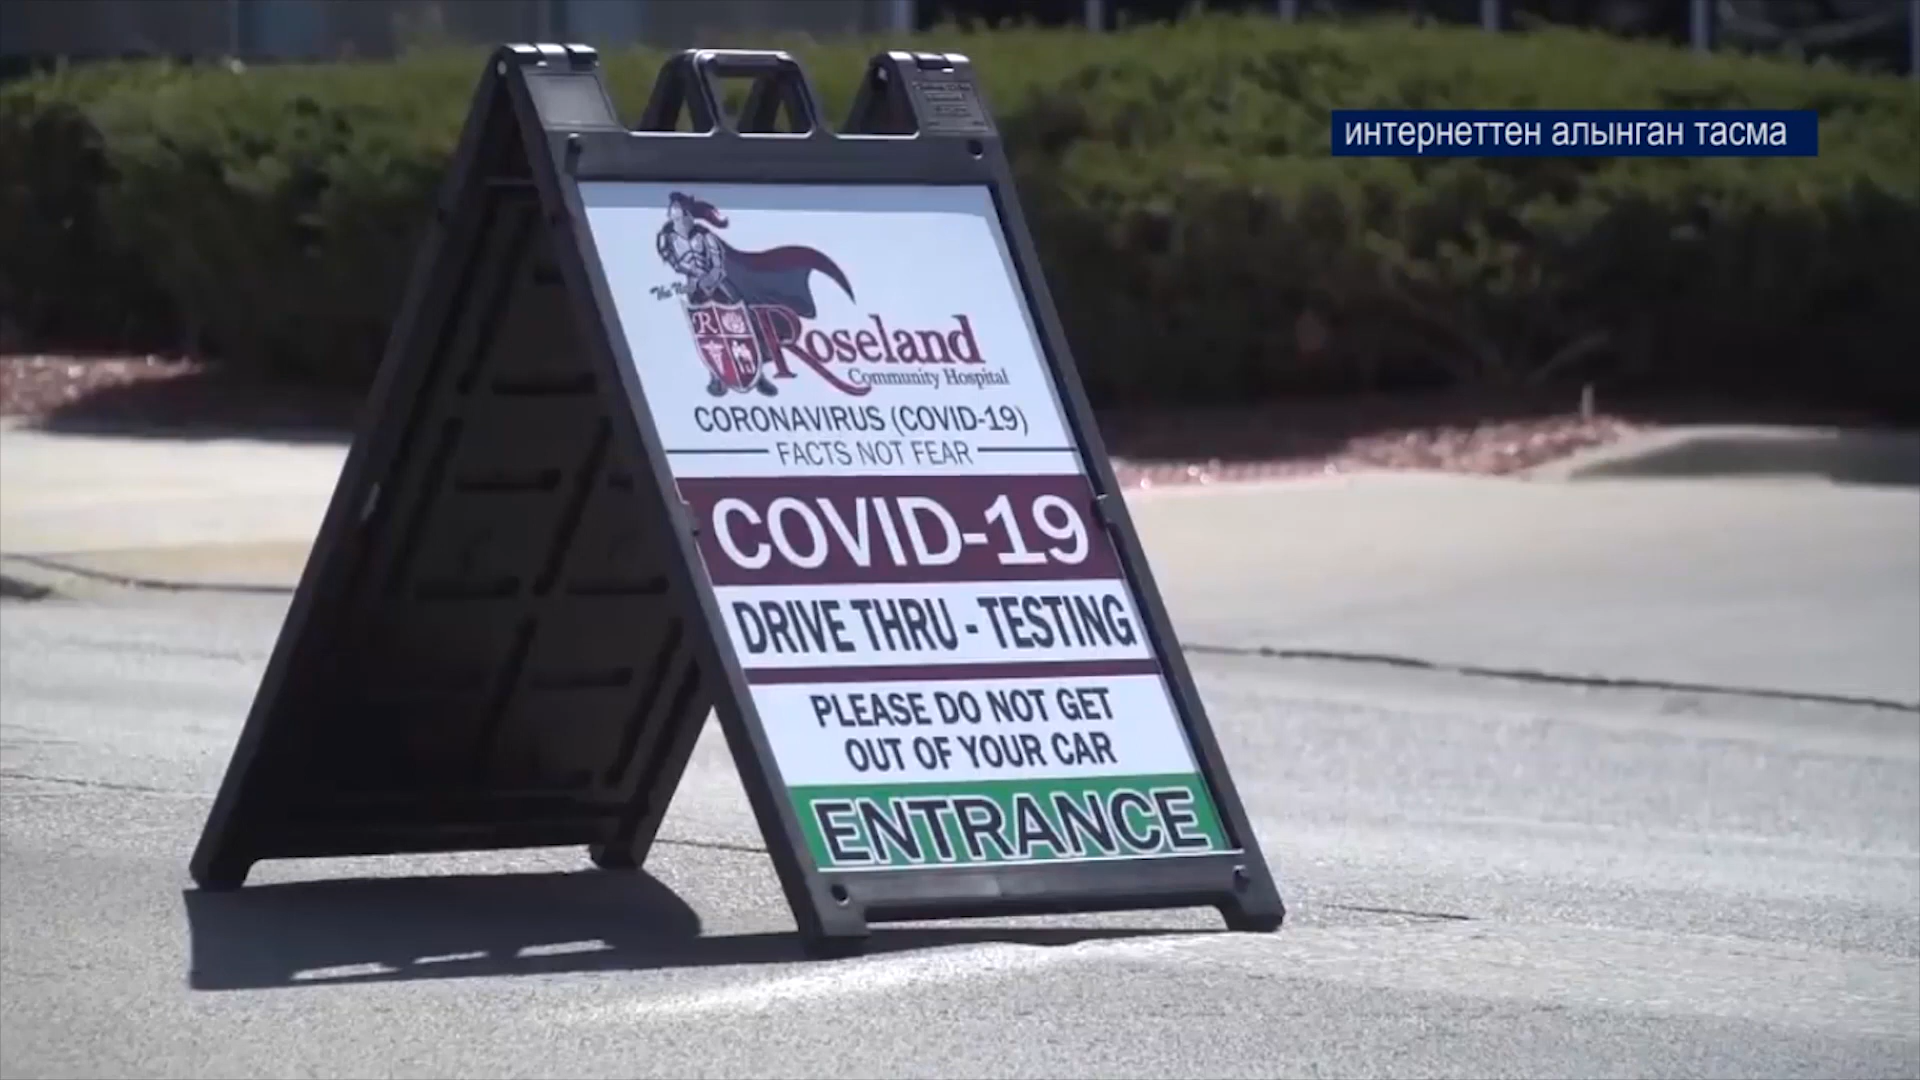 интернеттен алынган тасма
The
R
Roseland
Community Hospital
CORONAVIRUS (COVID-19)
FACTS NOT FEAR
COVID-19
DRIVE THRU - TESTING
PLEASE DO NOT GET
OUT OF YOUR CAR
ENTRANCE